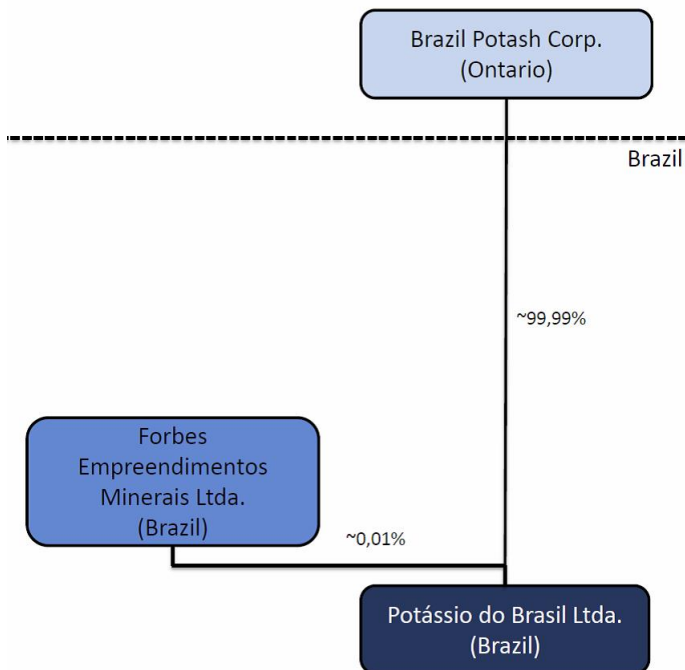 Brazil Potash Corp.
(Ontario)
Brazil
~99,99%
Forbes
Empreendimentos
Minerais Ltda.
(Brazil)
~0,01%
Potássio do Brasil Ltda.
(Brazil)